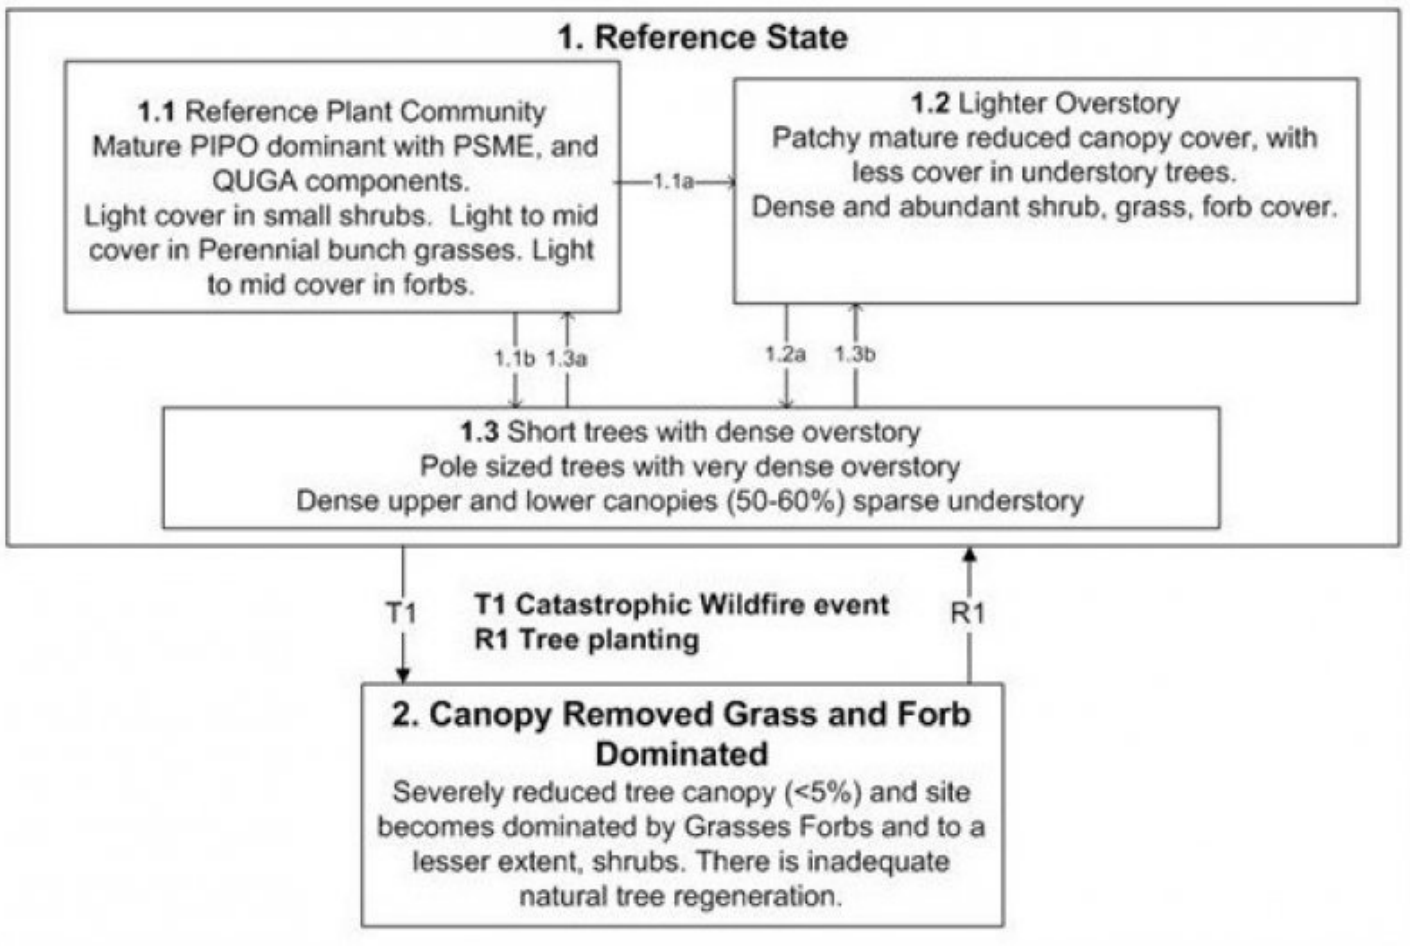 1. Reference State
1.1 Reference Plant Community
Mature PIPO dominant with PSME, and
QUGA components.
Light cover in small shrubs. Light to mid
cover in Perennial bunch grasses. Light
to mid cover in forbs.
1.1a
1.2 Lighter Overstory
Patchy mature reduced canopy cover, with
less cover in understory trees.
Dense and abundant shrub, grass, forb cover.
1.1b
1.3a
1.2a
1.3b
1.3 Short trees with dense overstory
Pole sized trees with very dense overstory
Dense upper and lower canopies (50-60%) sparse understory
T1
T1 Catastrophic Wildfire event
R1 Tree planting
R1
2. Canopy Removed Grass and Forb
Dominated
Severely reduced tree canopy (<5%) and site
becomes dominated by Grasses Forbs and to a
lesser extent, shrubs. There is inadequate
natural tree regeneration.